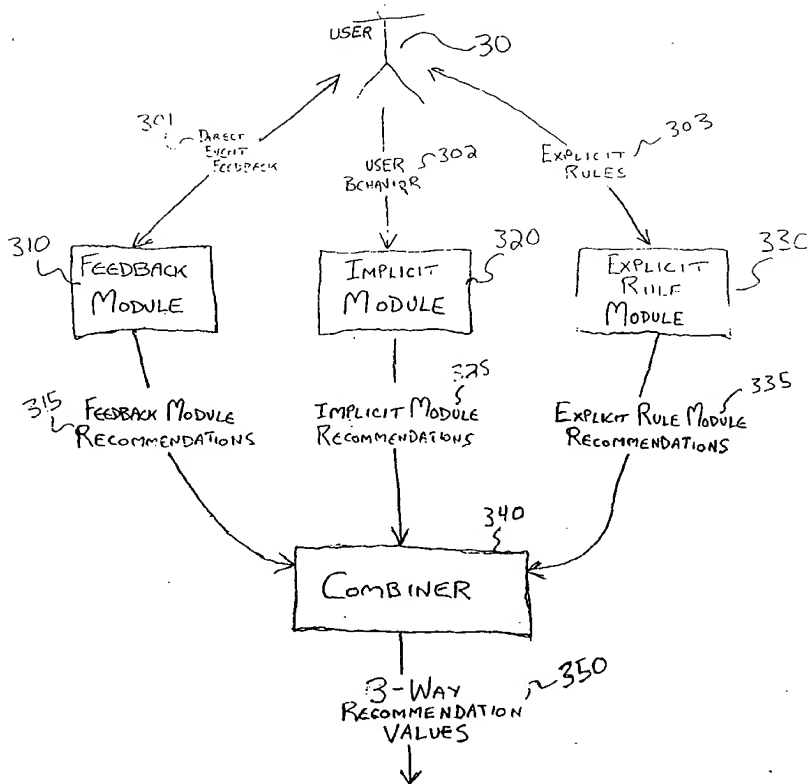 USER
30
301
DIRECT
EVENT
FEEDBACK
USER
BEHAVIOR
302
EXPLICIT
RULES
303
310
FEEDBACK
MODULE
IMPLICIT
MODULE
320
EXPLICIT
RULE
MODULE
330
315
FEEDBACK MODULE
RECOMMENDATIONS
IMPLICIT MODULE
RECOMMENDATIONS
325
EXPLICIT RULE MODULE
RECOMMENDATIONS
335
340
COMBINER
3-WAY
RECOMMENDATION
VALUES
350